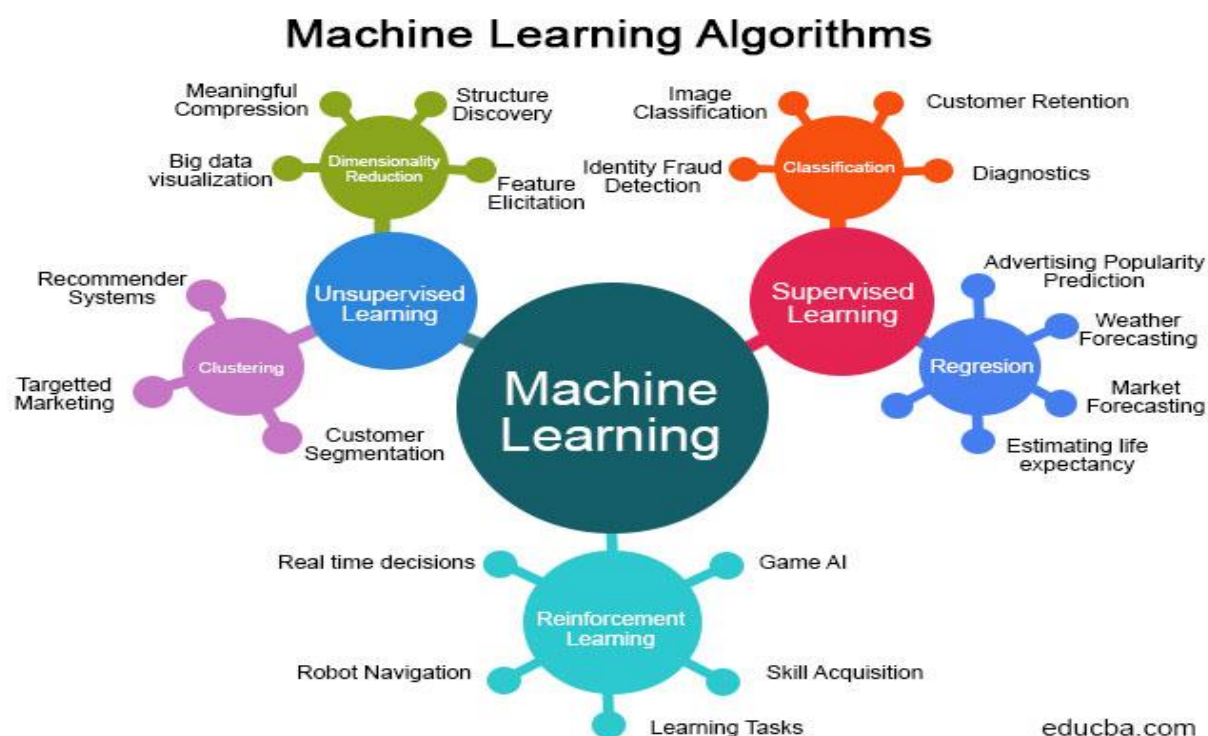 Machine Learning Algorithms
Meaningful
Compression
Structure
Discovery
Big data
visualization
Dimensionality
Reduction
Feature
Elicitation
Image
Classification
Customer Retention
Identity Fraud
Detection
Classification
Diagnostics
Recommender
Systems
Unsupervised
Learning
Clustering
Targetted
Marketing
Customer
Segmentation
Machine
Learning
Supervised
Learning
Advertising Popularity
Prediction
Weather
Forecasting
Regresion
Market
Forecasting
Estimating life
expectancy
Real time decisions
Game AI
Reinforcement
Learning
Robot Navigation
Skill Acquisition
Learning Tasks
educba.com